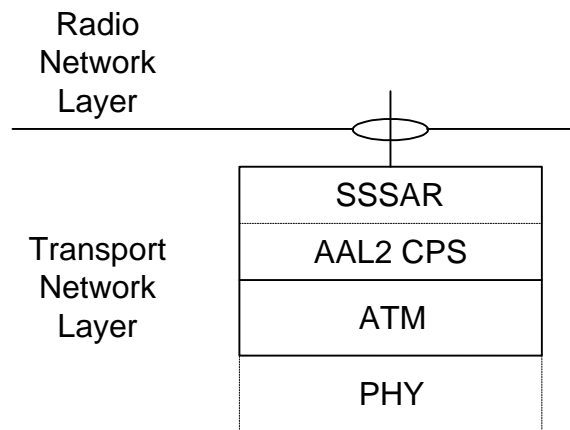 Radio
Network
Layer
SSSAR
Transport
Network
Layer
AAL2 CPS
ATM
PHY